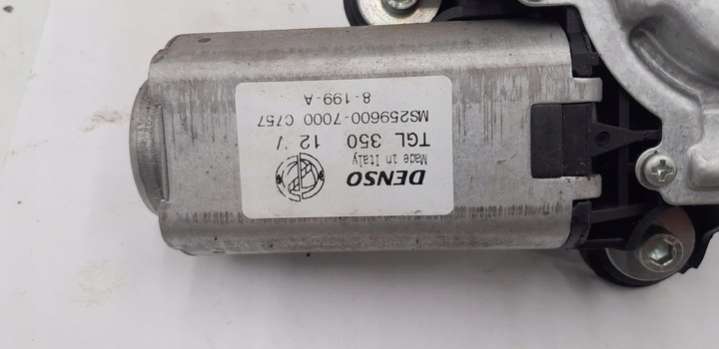 DENSO
Made in Italy
TGL 350 12 V
MS259600-7000 C757
8-199-A